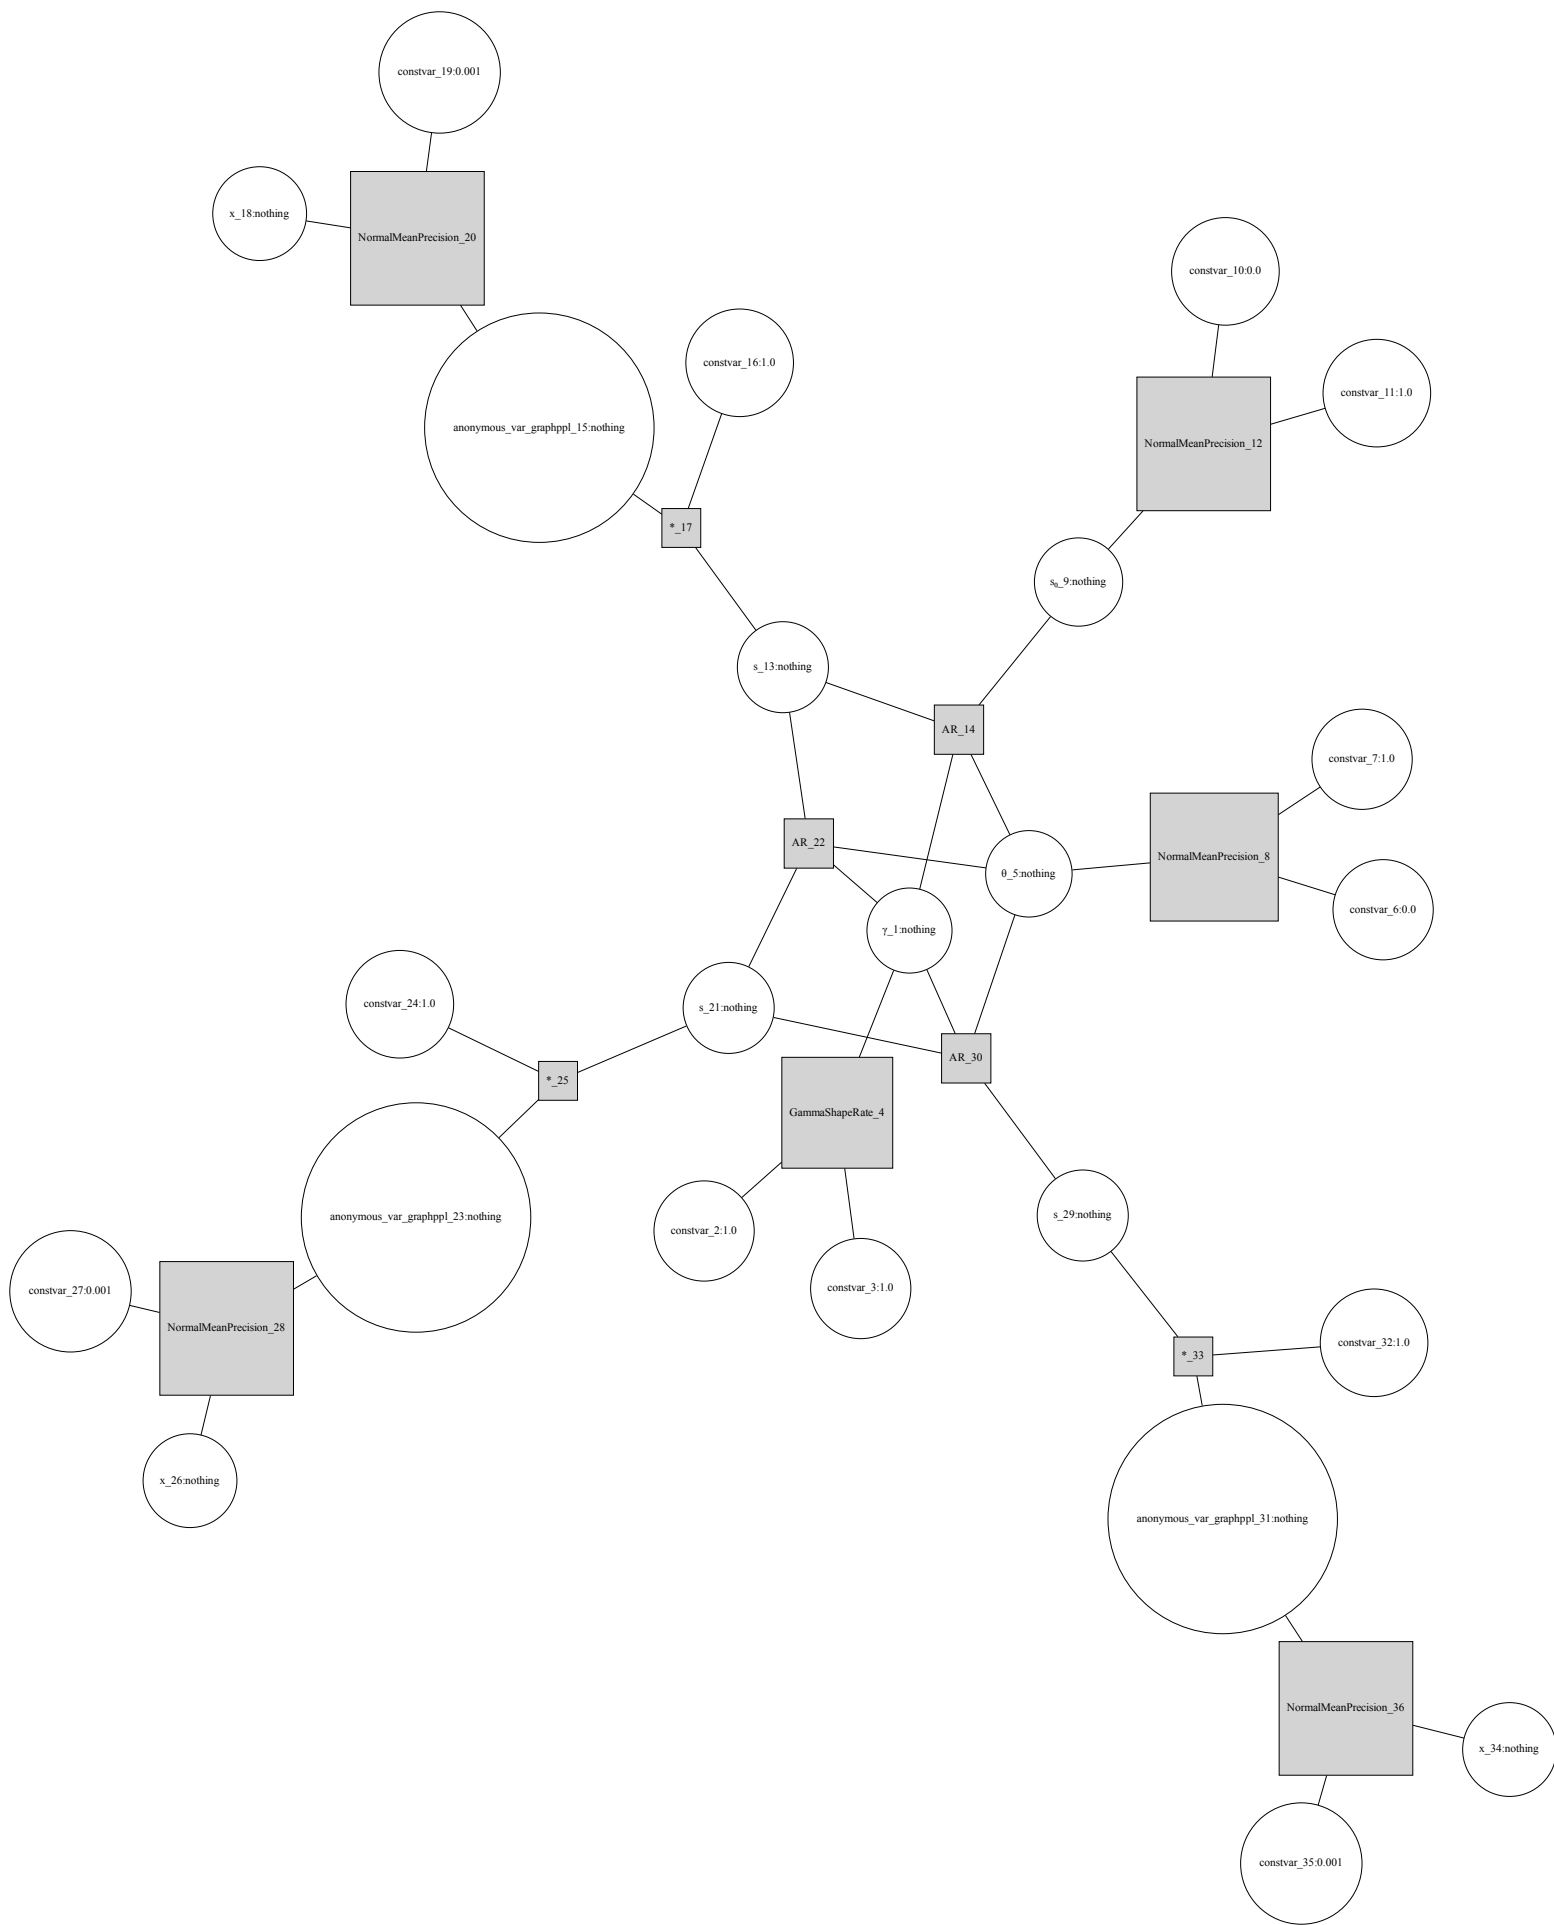 constvar_19:0.001
x_18:nothing
NormalMeanPrecision_20
constvar_10:0.0
constvar_16:1.0
constvar_11:1.0
anonymous_var_graphppl_15:nothing
NormalMeanPrecision_12
*_17
s₀_9:nothing
s_13:nothing
AR_14
constvar_7:1.0
AR_22
NormalMeanPrecision_8
θ_5:nothing
constvar_6:0.0
γ_1:nothing
constvar_24:1.0
s_21:nothing
AR_30
*_25
GammaShapeRate_4
anonymous_var_graphppl_23:nothing
s_29:nothing
constvar_2:1.0
constvar_3:1.0
constvar_27:0.001
NormalMeanPrecision_28
constvar_32:1.0
*_33
x_26:nothing
anonymous_var_graphppl_31:nothing
NormalMeanPrecision_36
x_34:nothing
constvar_35:0.001